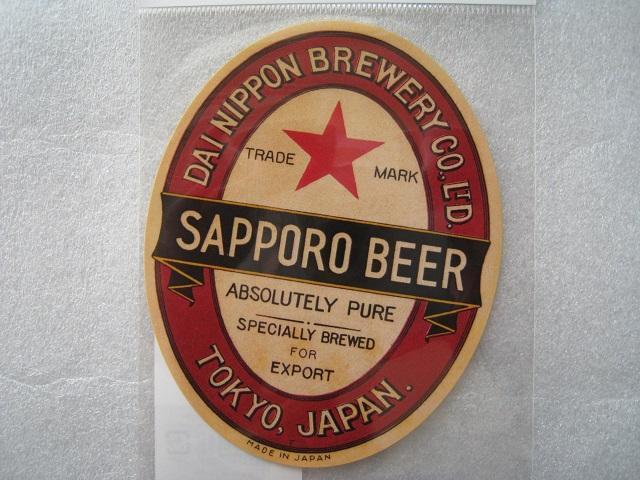 DAI NIPPON BREWERY CO., LTD.
TRADE MARK
SAPPORO BEER
ABSOLUTELY PURE
SPECIALLY BREWED
FOR
EXPORT
TOKYO, JAPAN.
MADE IN JAPAN